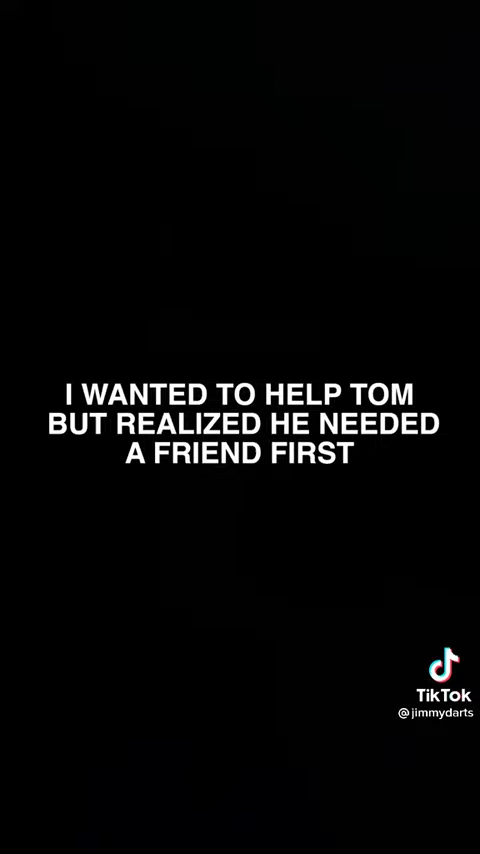 I WANTED TO HELP TOM
BUT REALIZED HE NEEDED
A FRIEND FIRST
TikTok
@jimmydarts